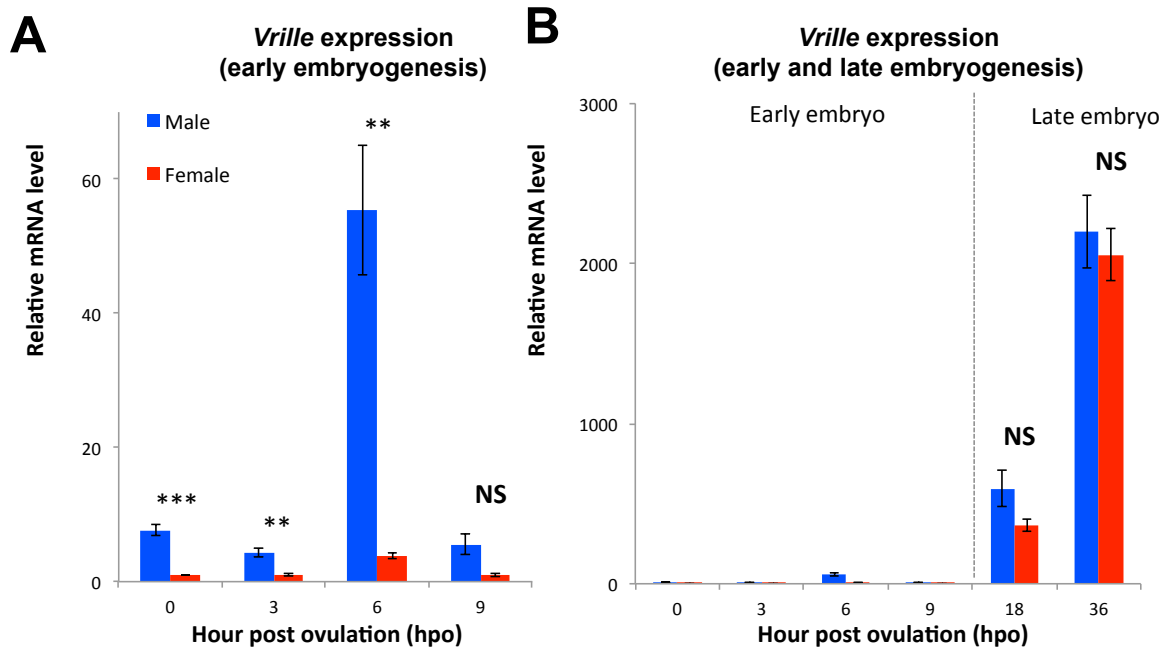 A
Vrille expression
(early embryogenesis)
Male
Female
Relative mRNA level
60
40
20
0
***
**
**
NS
0 3 6 9
Hour post ovulation (hpo)
B
Vrille expression
(early and late embryogenesis)
Early embryo
Late embryo
Relative mRNA level
3000
2000
1000
0
NS
NS
0 3 6 9 18 36
Hour post ovulation (hpo)